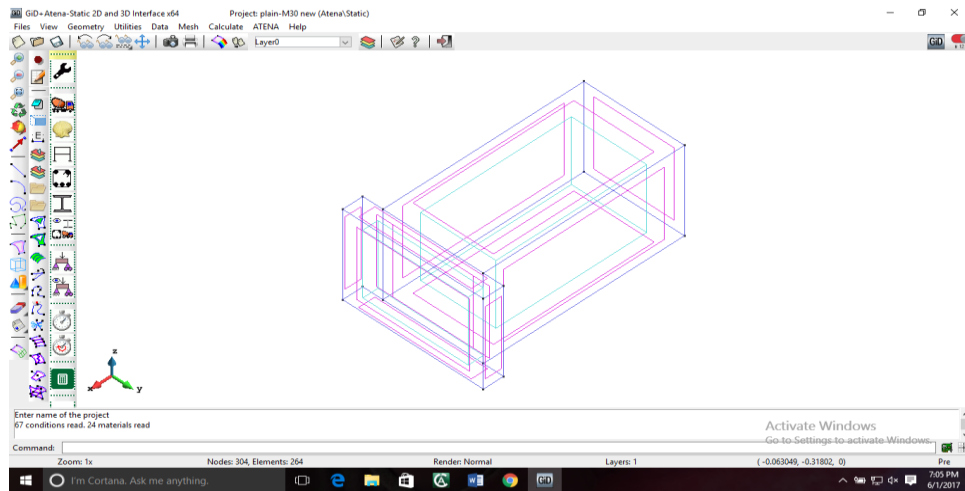 GiD+Atena-Static 2D and 3D Interface x64 Project: plain-M30 new (Atena\Static)
Files View Geometry Utilities Data Mesh Calculate ATENA Help
Layer0
GiD
E
z
x y
Enter name of the project
67 conditions read. 24 materials read
Activate Windows
Go to Settings to activate Windows.
Command:
Zoom: 1x Nodes: 304, Elements: 264 Render: Normal Layers: 1 (-0.063049, -0.31802, 0) Pre
I'm Cortana. Ask me anything.
GiD
7:05 PM
6/1/2017